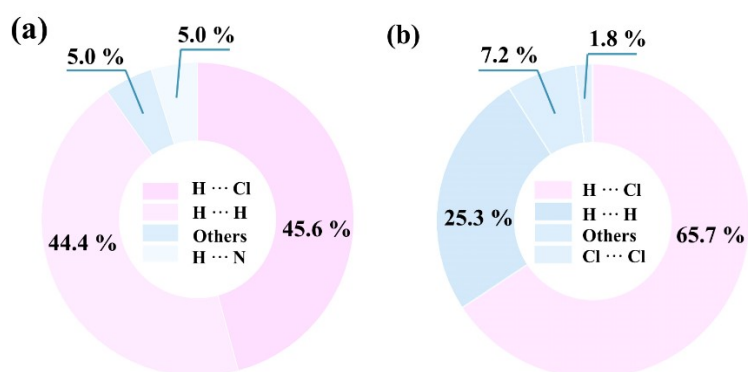 (a)
5.0 %
5.0 %
H ··· Cl
H ··· H
Others
H ··· N
44.4 %
45.6 %
(b)
7.2 %
1.8 %
H ··· Cl
H ··· H
Others
Cl ··· Cl
25.3 %
65.7 %